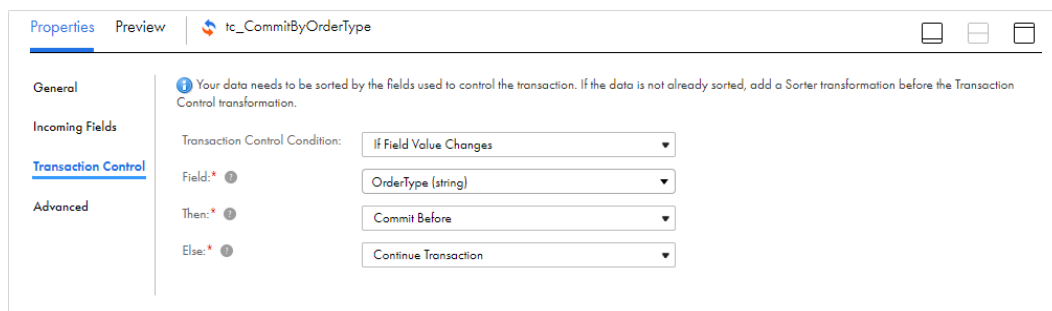 Properties Preview tc_CommitByOrderType
General
Your data needs to be sorted by the fields used to control the transaction. If the data is not already sorted, add a Sorter transformation before the Transaction
Control transformation.
Incoming Fields
Transaction Control Condition: If Field Value Changes
Transaction Control
Field:* ? OrderType (string)
Advanced
Then:* ? Commit Before
Else:* ? Continue Transaction